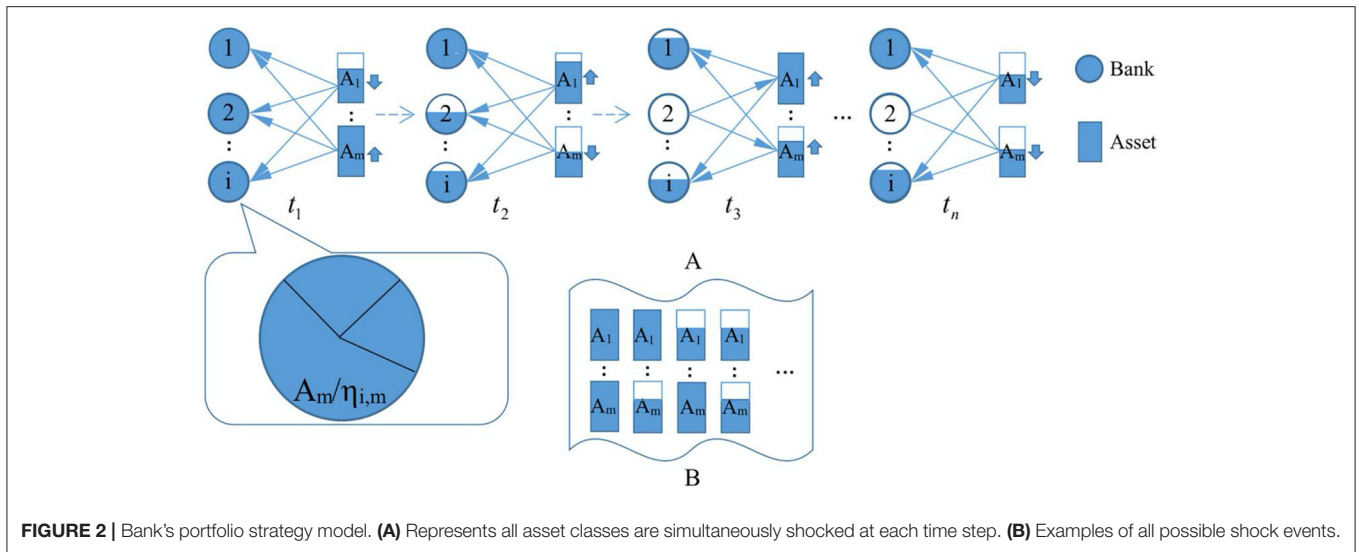 1 1 1 1
A1 A1 A1 A1 Bank
2 2 2 2
: : : : ...
Am Am Am Am Asset
: : : :
i i i i
t1 t2 t3 tn
A
A1 A1 A1 A1
: : : : ...
Am/ηi,m
Am Am Am Am
B
FIGURE 2 | Bank's portfolio strategy model. (A) Represents all asset classes are simultaneously shocked at each time step. (B) Examples of all possible shock events.